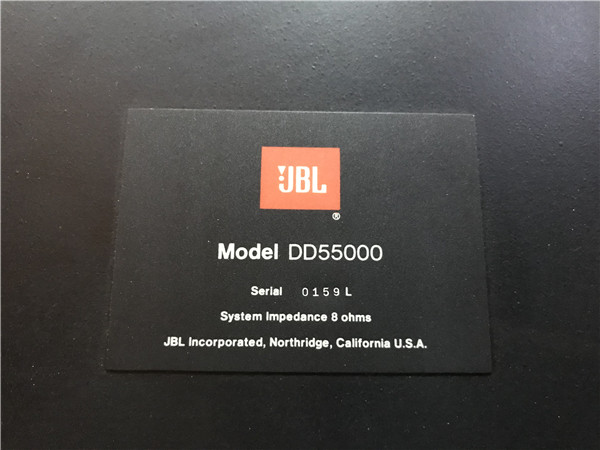 JBL
®
Model DD55000
Serial 0159 L
System Impedance 8 ohms
JBL Incorporated, Northridge, California U.S.A.